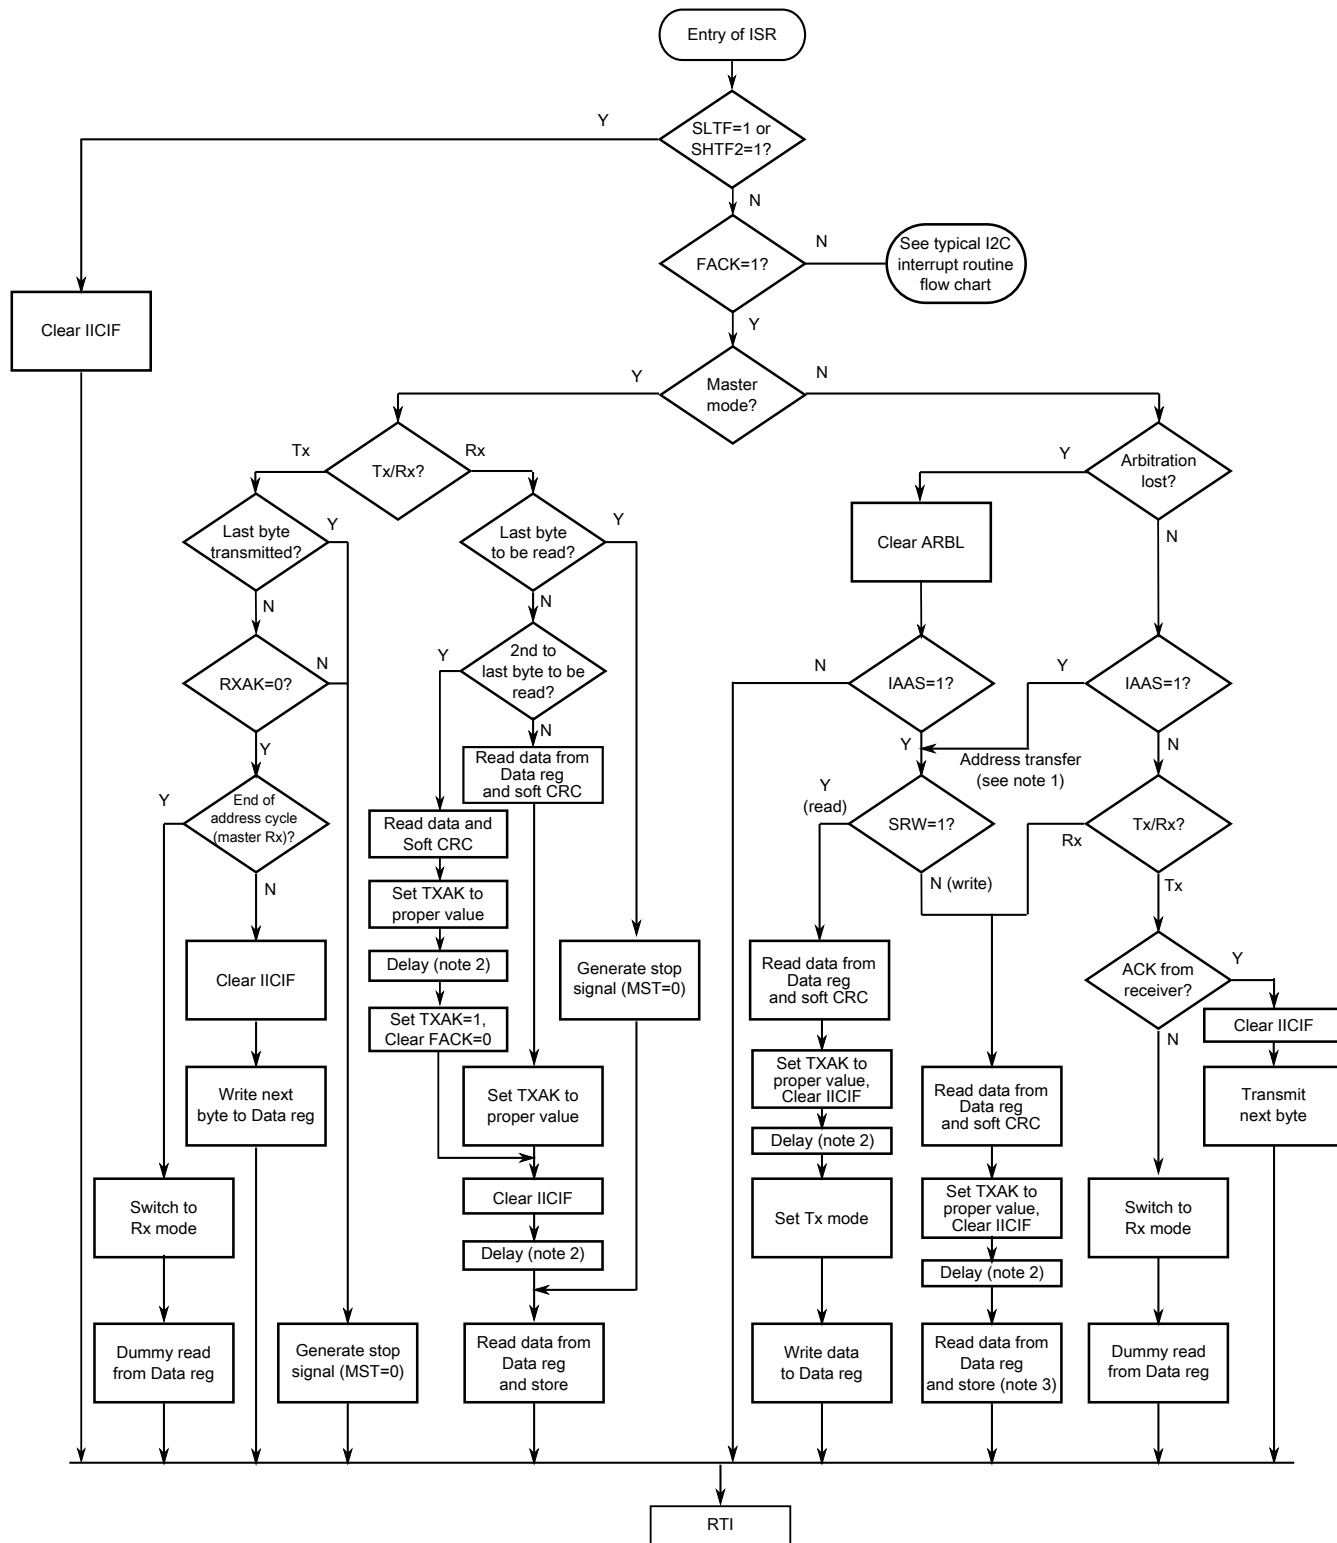 Entry of ISR
SLTF=1 or
SHTF2=1?
Y
N
FACK=1?
N
See typical I2C
interrupt routine
flow chart
Y
Clear IICIF
Master
mode?
Y
N
Tx/Rx?
Tx
Rx
Arbitration
lost?
Y
N
Last byte
transmitted?
Y
N
Last byte
to be read?
Y
N
Clear ARBL
RXAK=0?
N
Y
2nd to
last byte to be
read?
Y
N
IAAS=1?
N
Y
IAAS=1?
Y
N
Address transfer
(see note 1)
End of
address cycle
(master Rx)?
Y
N
Read data from
Data reg
and soft CRC
Read data and
Soft CRC
Y
(read)
SRW=1?
N (write)
Tx/Rx?
Rx
Tx
Set TXAK to
proper value
Delay (note 2)
Set TXAK=1,
Clear FACK=0
Clear IICIF
Generate stop
signal (MST=0)
Read data from
Data reg
and soft CRC
ACK from
receiver?
Y
N
Clear IICIF
Write next
byte to Data reg
Set TXAK to
proper value
Set TXAK to
proper value,
Clear IICIF
Delay (note 2)
Read data from
Data reg
and soft CRC
Transmit
next byte
Switch to
Rx mode
Clear IICIF
Delay (note 2)
Set Tx mode
Set TXAK to
proper value,
Clear IICIF
Delay (note 2)
Switch to
Rx mode
Dummy read
from Data reg
Generate stop
signal (MST=0)
Read data from
Data reg
and store
Write data
to Data reg
Read data from
Data reg
and store (note 3)
Dummy read
from Data reg
RTI